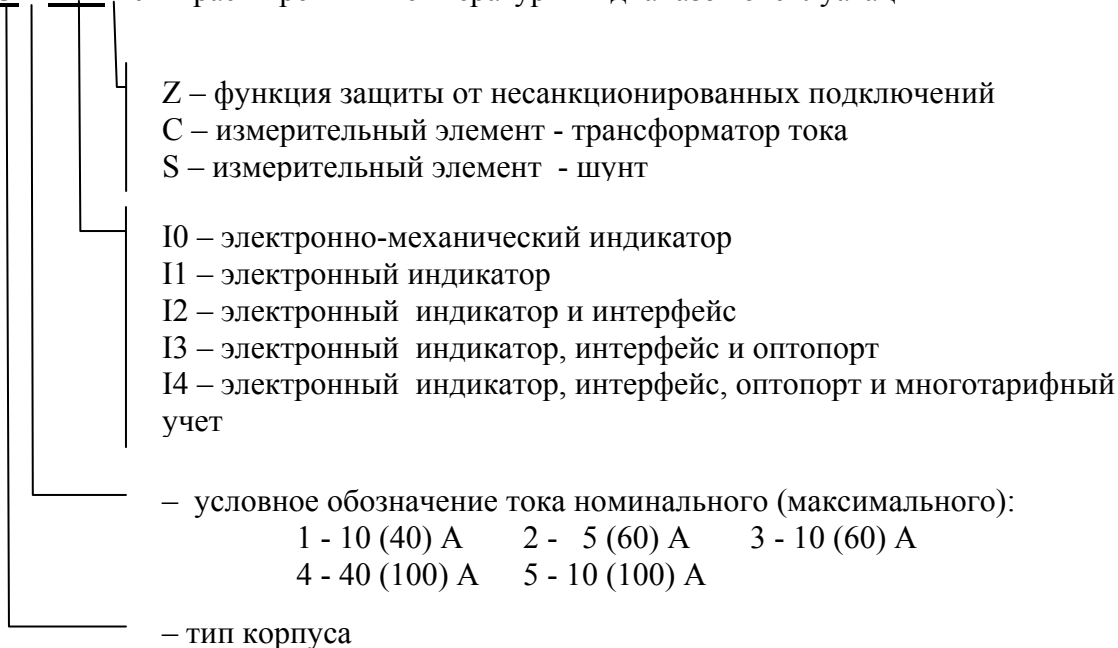 Z – функция защиты от несанкционированных подключений
С – измерительный элемент - трансформатор тока
S – измерительный элемент - шунт
I0 – электронно-механический индикатор
I1 – электронный индикатор
I2 – электронный индикатор и интерфейс
I3 – электронный индикатор, интерфейс и оптопорт
I4 – электронный индикатор, интерфейс, оптопорт и многотарифный
учет
– условное обозначение тока номинального (максимального):
1 - 10 (40) А 2 - 5 (60) А 3 - 10 (60) А
4 - 40 (100) А 5 - 10 (100) А
– тип корпуса